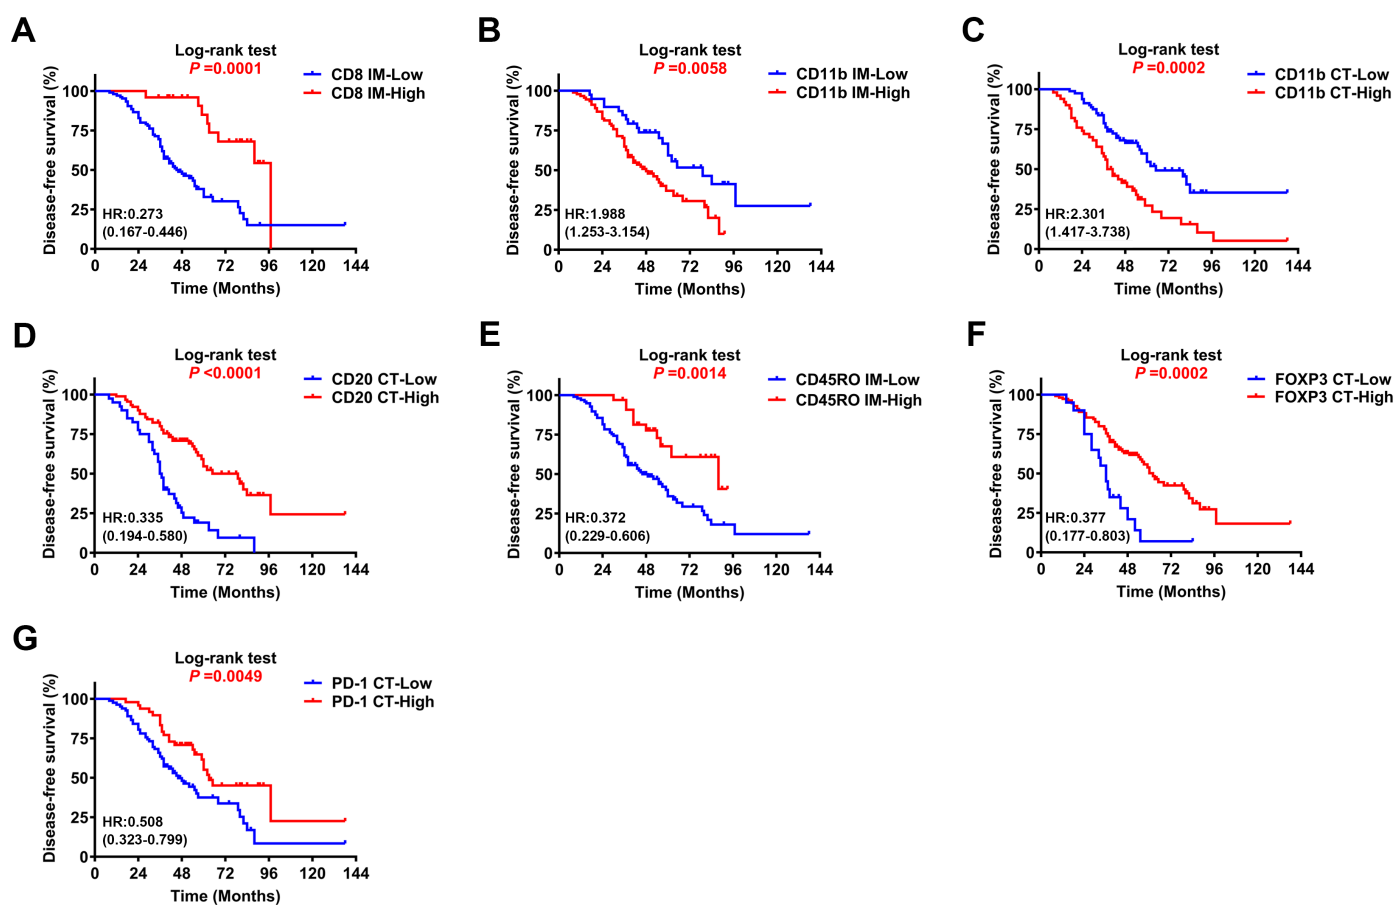 A
Log-rank test
P =0.0001
CD8 IM-Low
CD8 IM-High
Disease-free survival (%)
100
75
50
25
0
HR:0.273
(0.167-0.446)
0 24 48 72 96 120 144
Time (Months)
B
Log-rank test
P =0.0058
CD11b IM-Low
CD11b IM-High
Disease-free survival (%)
100
75
50
25
0
HR:1.988
(1.253-3.154)
0 24 48 72 96 120 144
Time (Months)
C
Log-rank test
P =0.0002
CD11b CT-Low
CD11b CT-High
Disease-free survival (%)
100
75
50
25
0
HR:2.301
(1.417-3.738)
0 24 48 72 96 120 144
Time (Months)
D
Log-rank test
P <0.0001
CD20 CT-Low
CD20 CT-High
Disease-free survival (%)
100
75
50
25
0
HR:0.335
(0.194-0.580)
0 24 48 72 96 120 144
Time (Months)
E
Log-rank test
P =0.0014
CD45RO IM-Low
CD45RO IM-High
Disease-free survival (%)
100
75
50
25
0
HR:0.372
(0.229-0.606)
0 24 48 72 96 120 144
Time (Months)
F
Log-rank test
P =0.0002
FOXP3 CT-Low
FOXP3 CT-High
Disease-free survival (%)
100
75
50
25
0
HR:0.377
(0.177-0.803)
0 24 48 72 96 120 144
Time (Months)
G
Log-rank test
P =0.0049
PD-1 CT-Low
PD-1 CT-High
Disease-free survival (%)
100
75
50
25
0
HR:0.508
(0.323-0.799)
0 24 48 72 96 120 144
Time (Months)